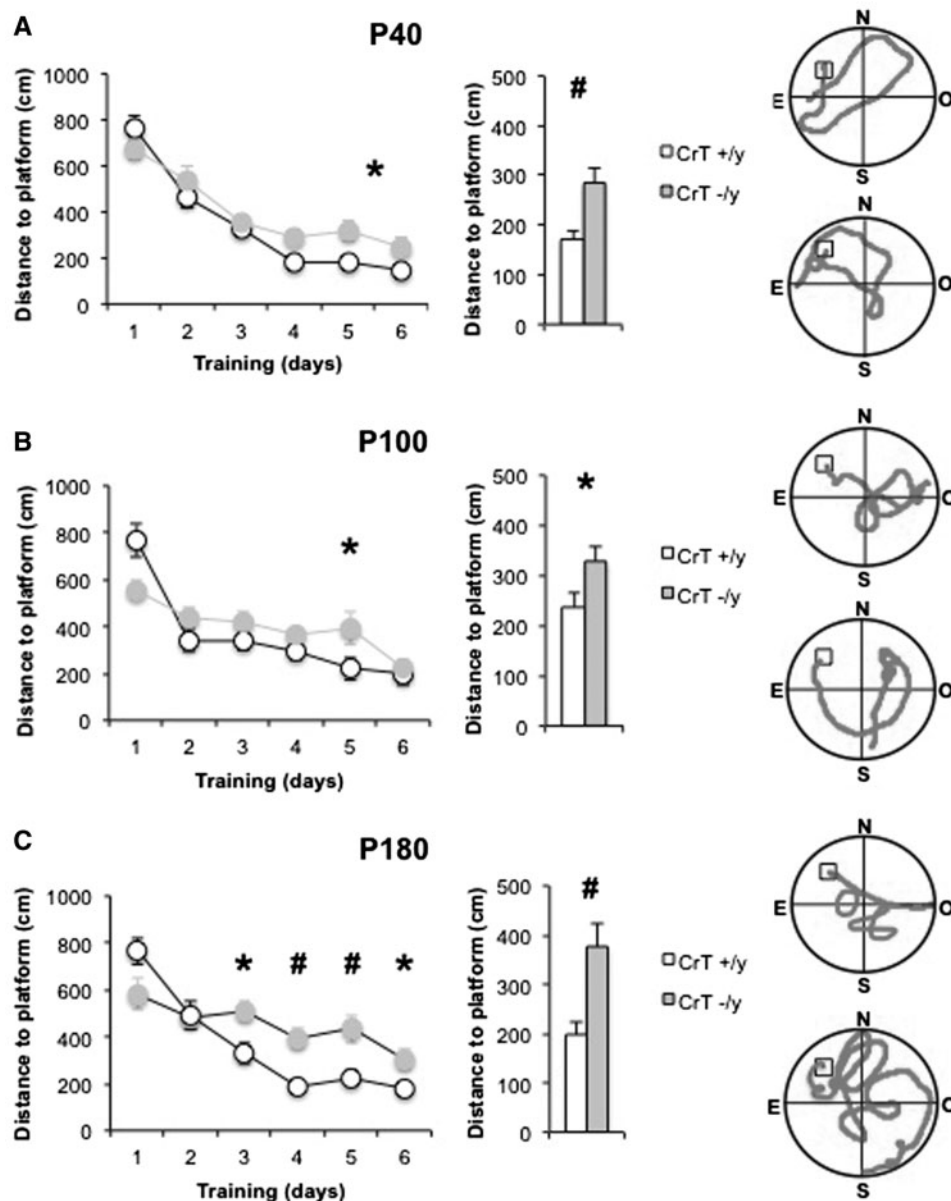 A
P40
Distance to platform (cm)
1000
800
600
400
200
0
*
1 2 3 4 5 6
Training (days)
Distance to platform (cm)
500
400
300
200
100
0
#
CrT +/y
CrT -/y
N
E
O
S
E
O
S
B
P100
Distance to platform (cm)
1000
800
600
400
200
0
*
1 2 3 4 5 6
Training (days)
Distance to platform (cm)
500
400
300
200
100
0
*
CrT +/y
CrT -/y
N
E
O
S
E
O
S
C
P180
Distance to platform (cm)
1000
800
600
400
200
0
* # # *
1 2 3 4 5 6
Training (days)
Distance to platform (cm)
500
400
300
200
100
0
#
CrT +/y
CrT -/y
N
E
O
S
N
E
O
S